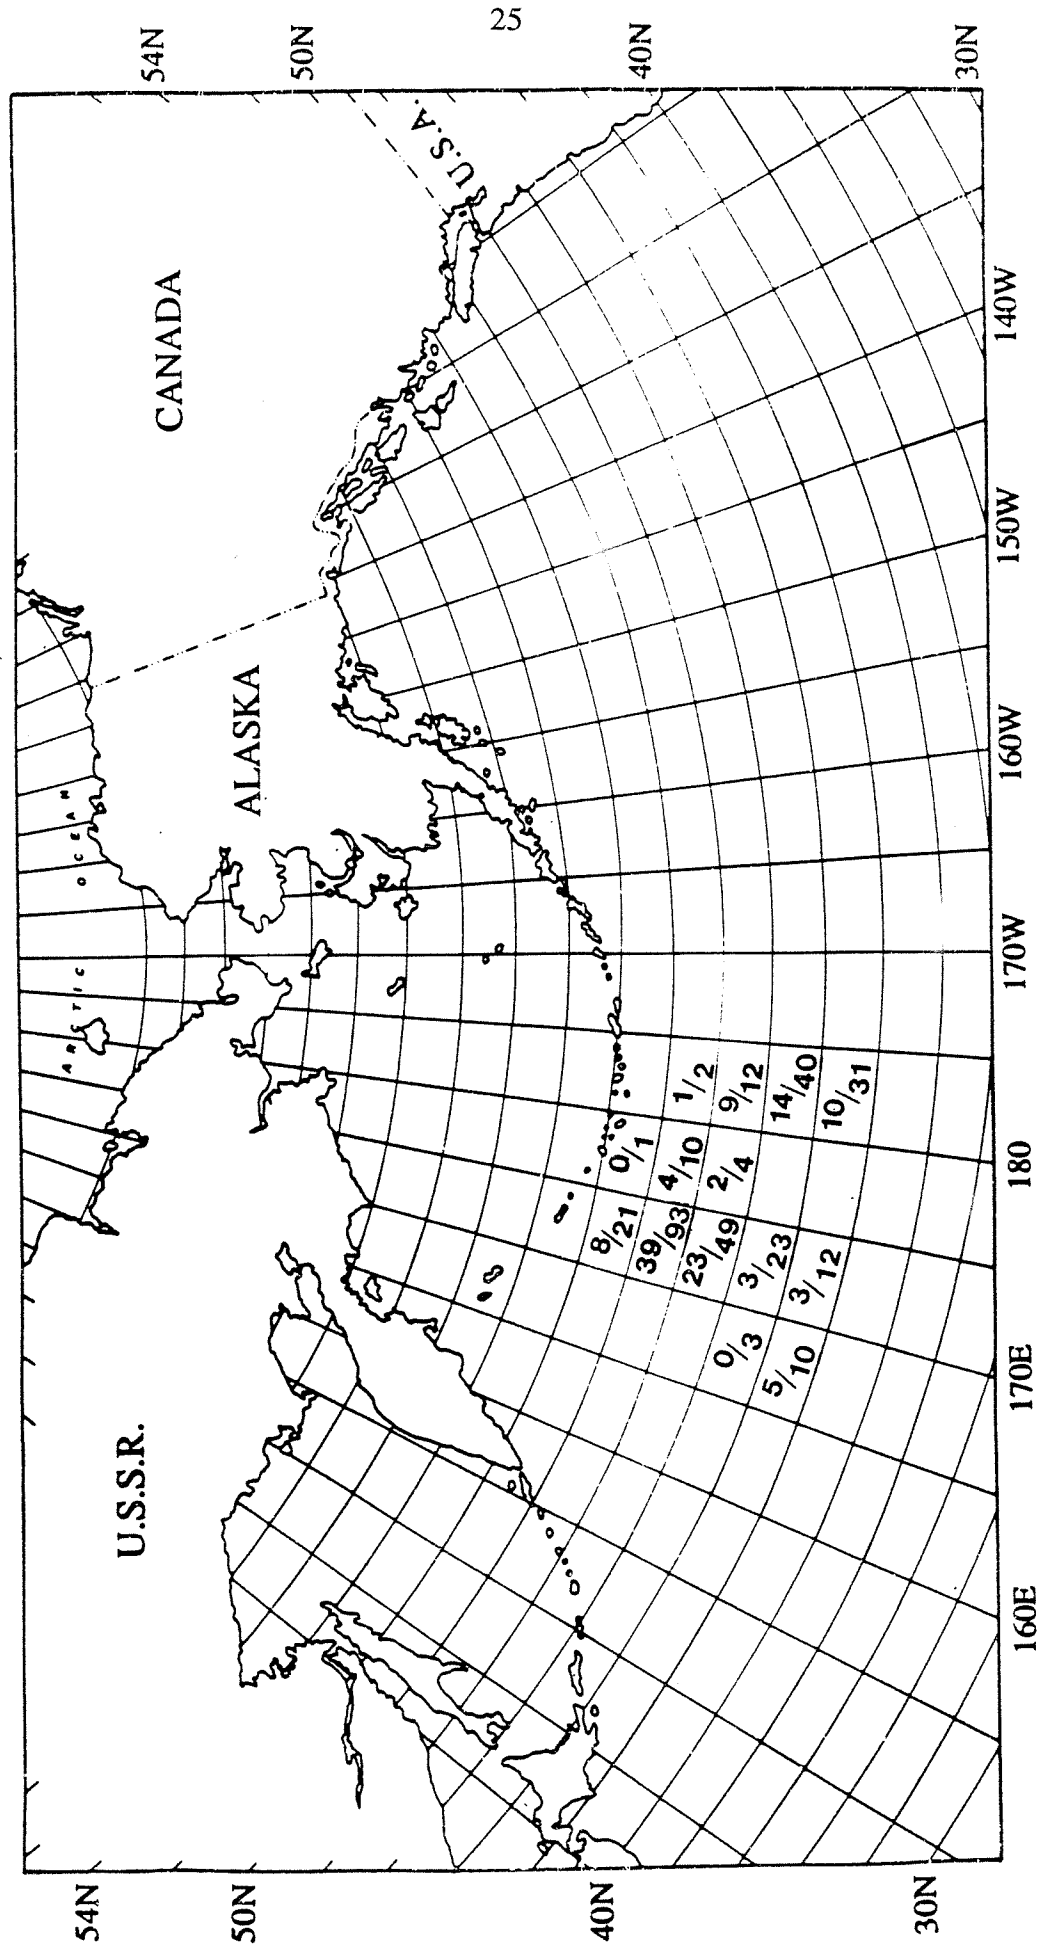 25
54N
50N
40N
30N
U.S.A.
CANADA
ALASKA
ARCTIC OCEAN
U.S.S.R.
0/1
1/2
8/21
4/10
9/12
39/93
2/4
14/40
23/49
10/31
3/23
3/12
0/3
5/10
54N
50N
40N
30N
160E
170E
180
170W
160W
150W
140W